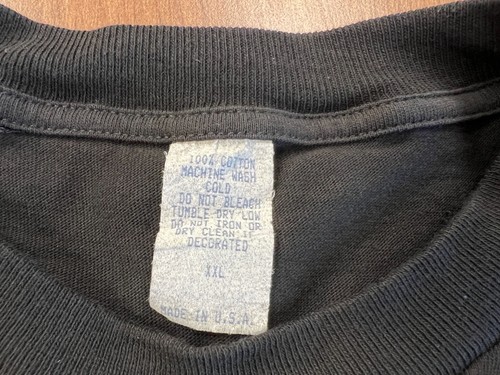 100% COTTON
MACHINE WASH
COLD
DO NOT BLEACH
TUMBLE DRY LOW
DO NOT IRON OR
DRY CLEAN IF
DECORATED
XXL
MADE IN U.S.A.